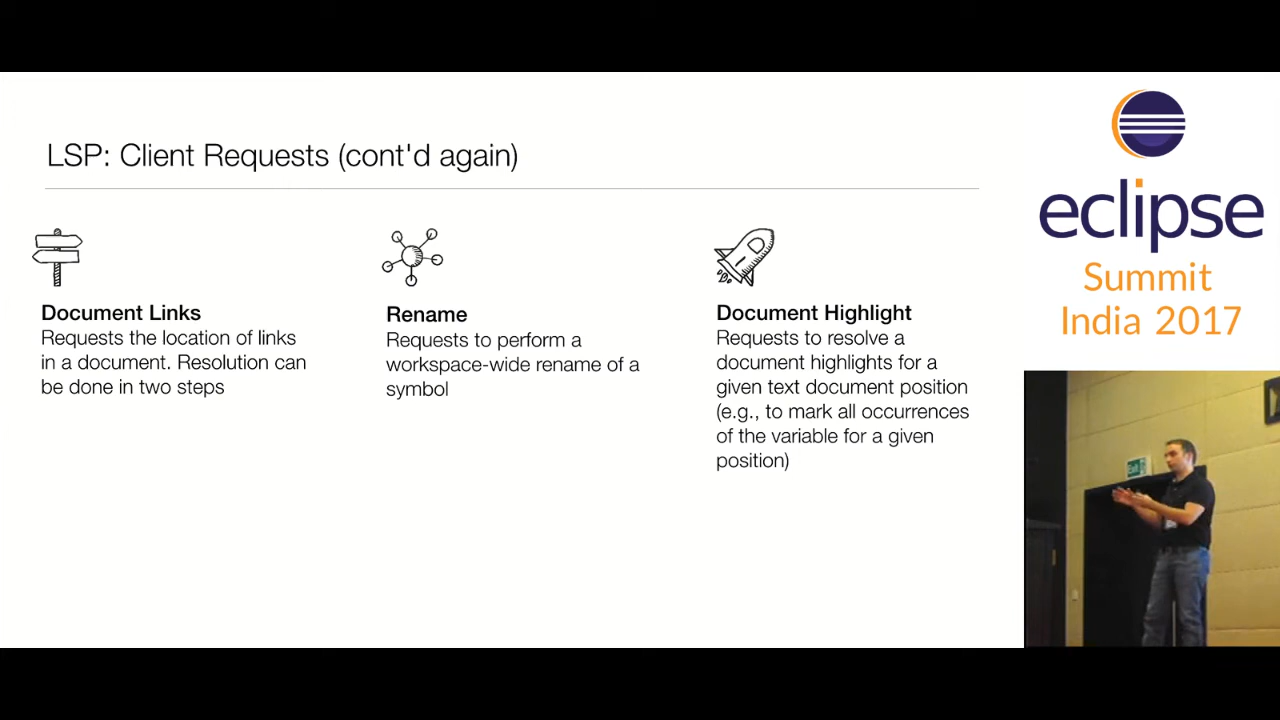 LSP: Client Requests (cont'd again)
Document Links
Requests the location of links
in a document. Resolution can
be done in two steps
Rename
Requests to perform a
workspace-wide rename of a
symbol
Document Highlight
Requests to resolve a
document highlights for a
given text document position
(e.g., to mark all occurrences
of the variable for a given
position)
eclipse
Summit
India 2017
Exit